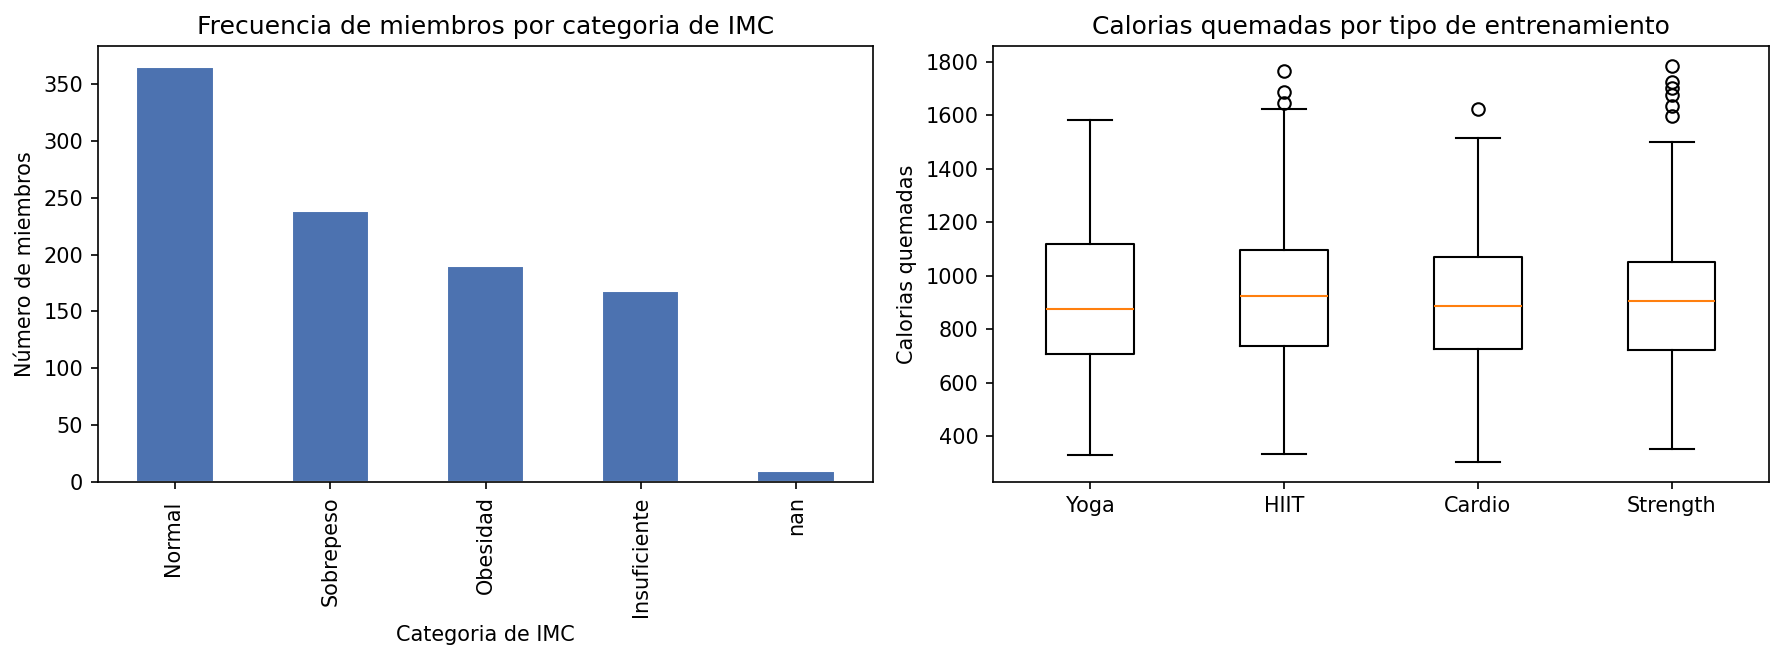 Frecuencia de miembros por categoria de IMC
Número de miembros
350
300
250
200
150
100
50
0
Normal
Sobrepeso
Obesidad
Insuficiente
nan
Categoria de IMC
Calorias quemadas por tipo de entrenamiento
Calorias quemadas
1800
1600
1400
1200
1000
800
600
400
Yoga
HIIT
Cardio
Strength